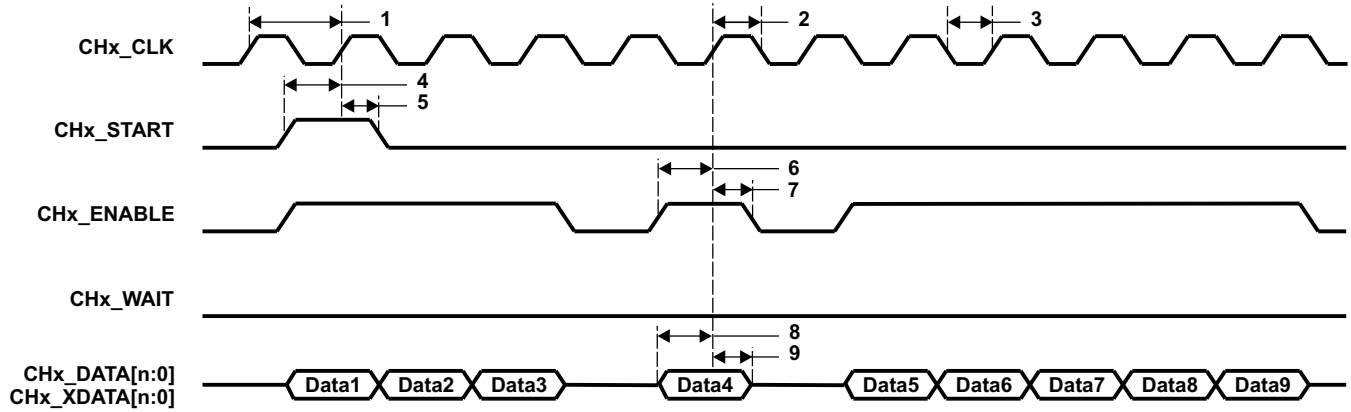 1 2 3
CHx_CLK
4
5
CHx_START
6
7
CHx_ENABLE
CHx_WAIT
8
9
CHx_DATA[n:0]
CHx_XDATA[n:0]
Data1 Data2 Data3 Data4 Data5 Data6 Data7 Data8 Data9